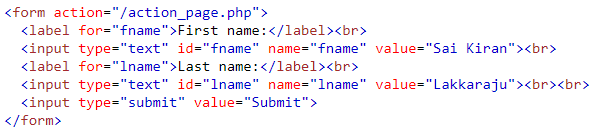 <form action="/action_page.php">
  <label for="fname">First name:</label><br>
  <input type="text" id="fname" name="fname" value="Sai Kiran"><br>
  <label for="lname">Last name:</label><br>
  <input type="text" id="lname" name="lname" value="Lakkaraju"><br><br>
  <input type="submit" value="Submit">
</form>